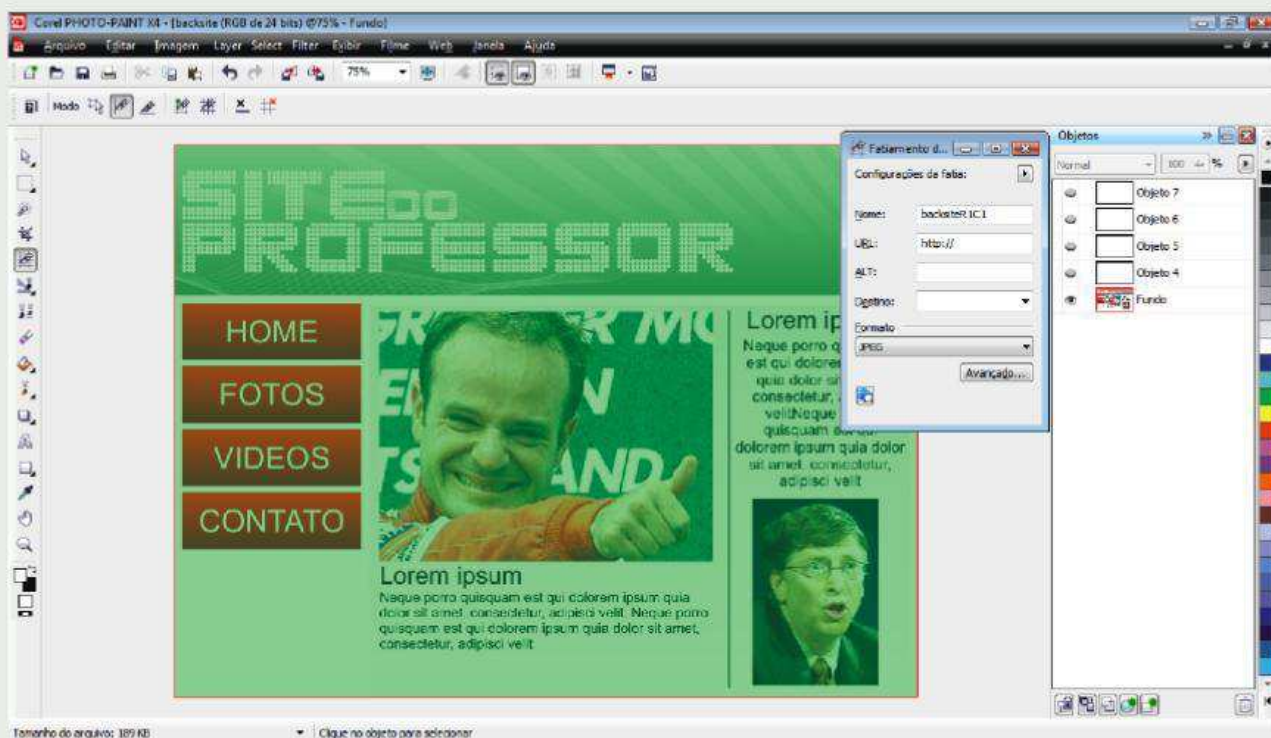 Corel PHOTO-PAINT X4 - [backsite (RGB de 24 bits) @75% - Fundo]
Arquivo Editar Imagem Layer Select Filter Exibir Filme Web Janela Ajuda
75%
Modo
Objetos
Normal 100 %
Objeto 7
Objeto 6
Objeto 5
Objeto 4
Fundo
Fatiamento d...
Configurações da fatia:
Nome: backsiteR1C1
URL: http://
ALT:
Destino:
Formato
JPEG
Avançado...
SITE DO
PROFESSOR
HOME
FOTOS
VIDEOS
CONTATO
Lorem ipsum
Neque porro quisquam est qui dolorem ipsum quia
dolor sit amet, consectetur, adipisci velit. Neque porro
quisquam est qui dolorem ipsum quia dolor sit amet,
consectetur, adipisci velit
Lorem ip
Neque porro q
est qui dolore
quia dolor si
consectetur,
velitNeque
quisquam
dolorem ipsum quia dolor
sit amet, consectetur,
adipisci velit
Tamanho do arquivo: 189 KB
Clique no objeto para selecionar